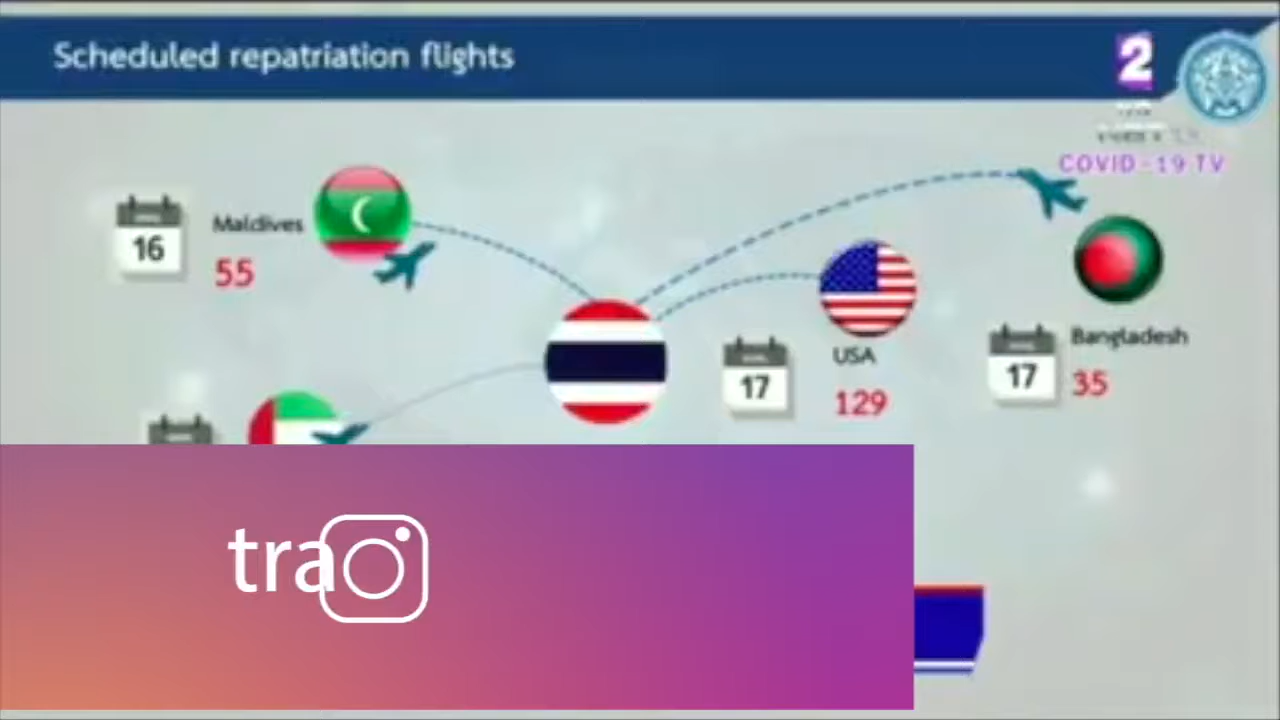 Scheduled repatriation flights
2
COVID-19 TV
16
Maldives
55
17
USA
129
17
Bangladesh
35
tra